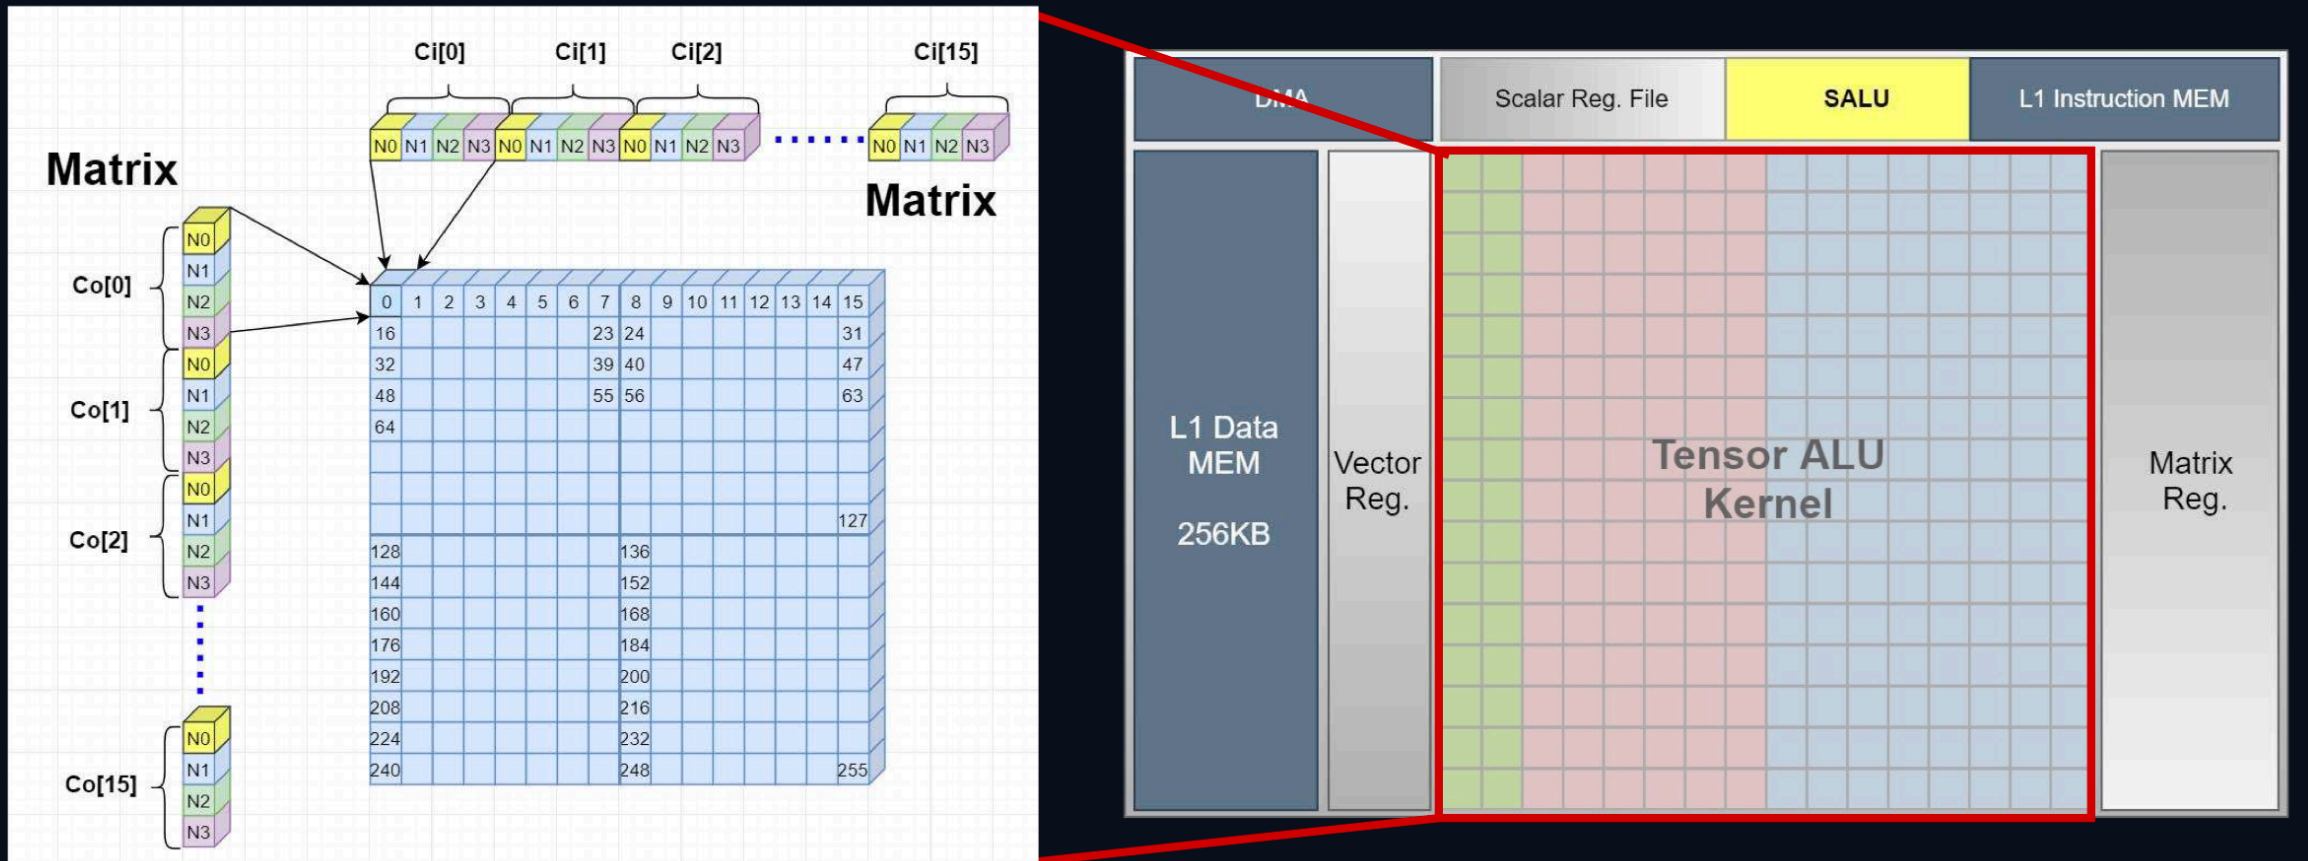 Ci[0] Ci[1] Ci[2] Ci[15]
N0 N1 N2 N3 N0 N1 N2 N3 N0 N1 N2 N3 N0 N1 N2 N3
Matrix
Matrix
Co[0]
N0
N1
N2
N3
Co[1]
N0
N1
N2
N3
Co[2]
N0
N1
N2
N3
Co[15]
N0
N1
N2
N3
0 1 2 3 4 5 6 7 8 9 10 11 12 13 14 15
16 23 24 31
32 39 40 47
48 55 56 63
64
127
128 136
144 152
160 168
176 184
192 200
208 216
224 232
240 248 255
DMA
Scalar Reg. File
SALU
L1 Instruction MEM
L1 Data
MEM
256KB
Vector
Reg.
Tensor ALU
Kernel
Matrix
Reg.